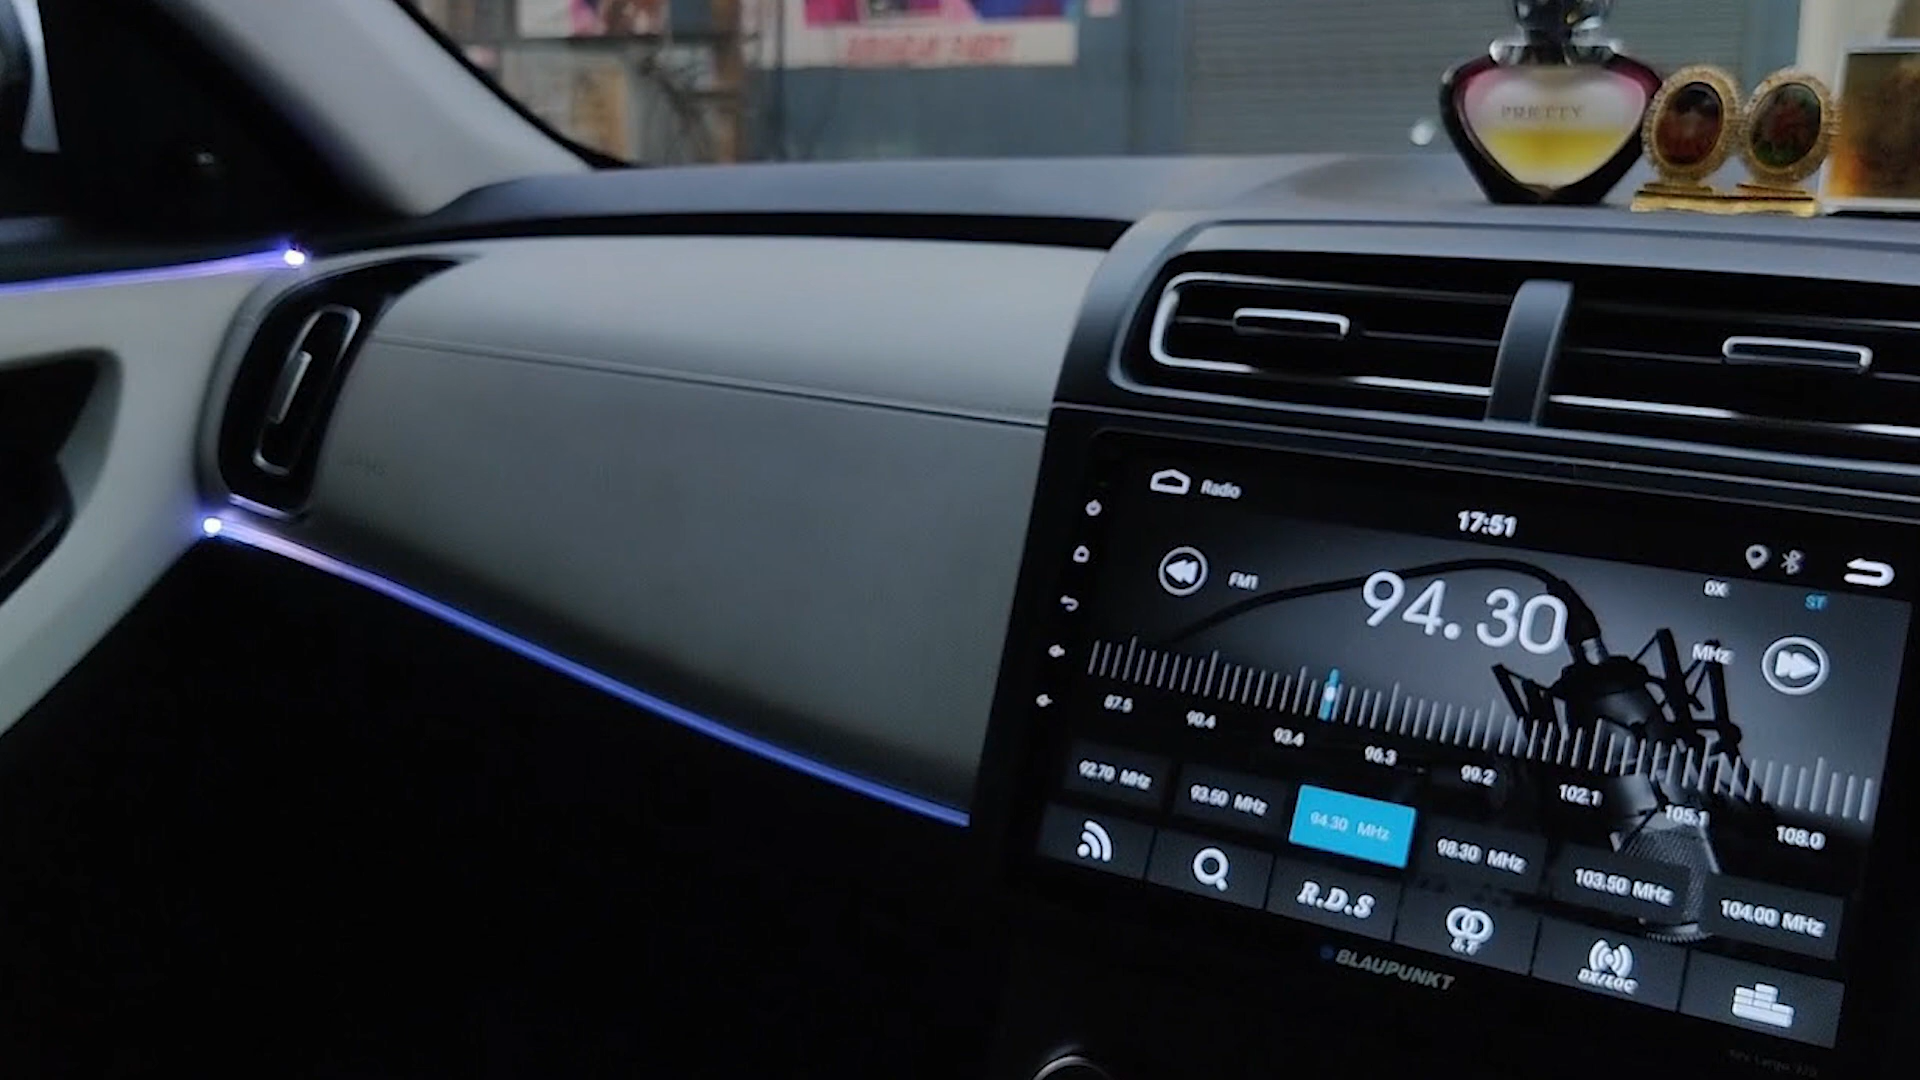 PRETTY
Radio
17:51
FM1
94.30
MHz
DX
ST
87.5 90.4 93.4 96.3 99.2 102.1 105.1 108.0
92.70 MHz 93.50 MHz 94.30 MHz 98.30 MHz 103.50 MHz 104.00 MHz
R.D.S
S.T
DX/LOC
BLAUPUNKT